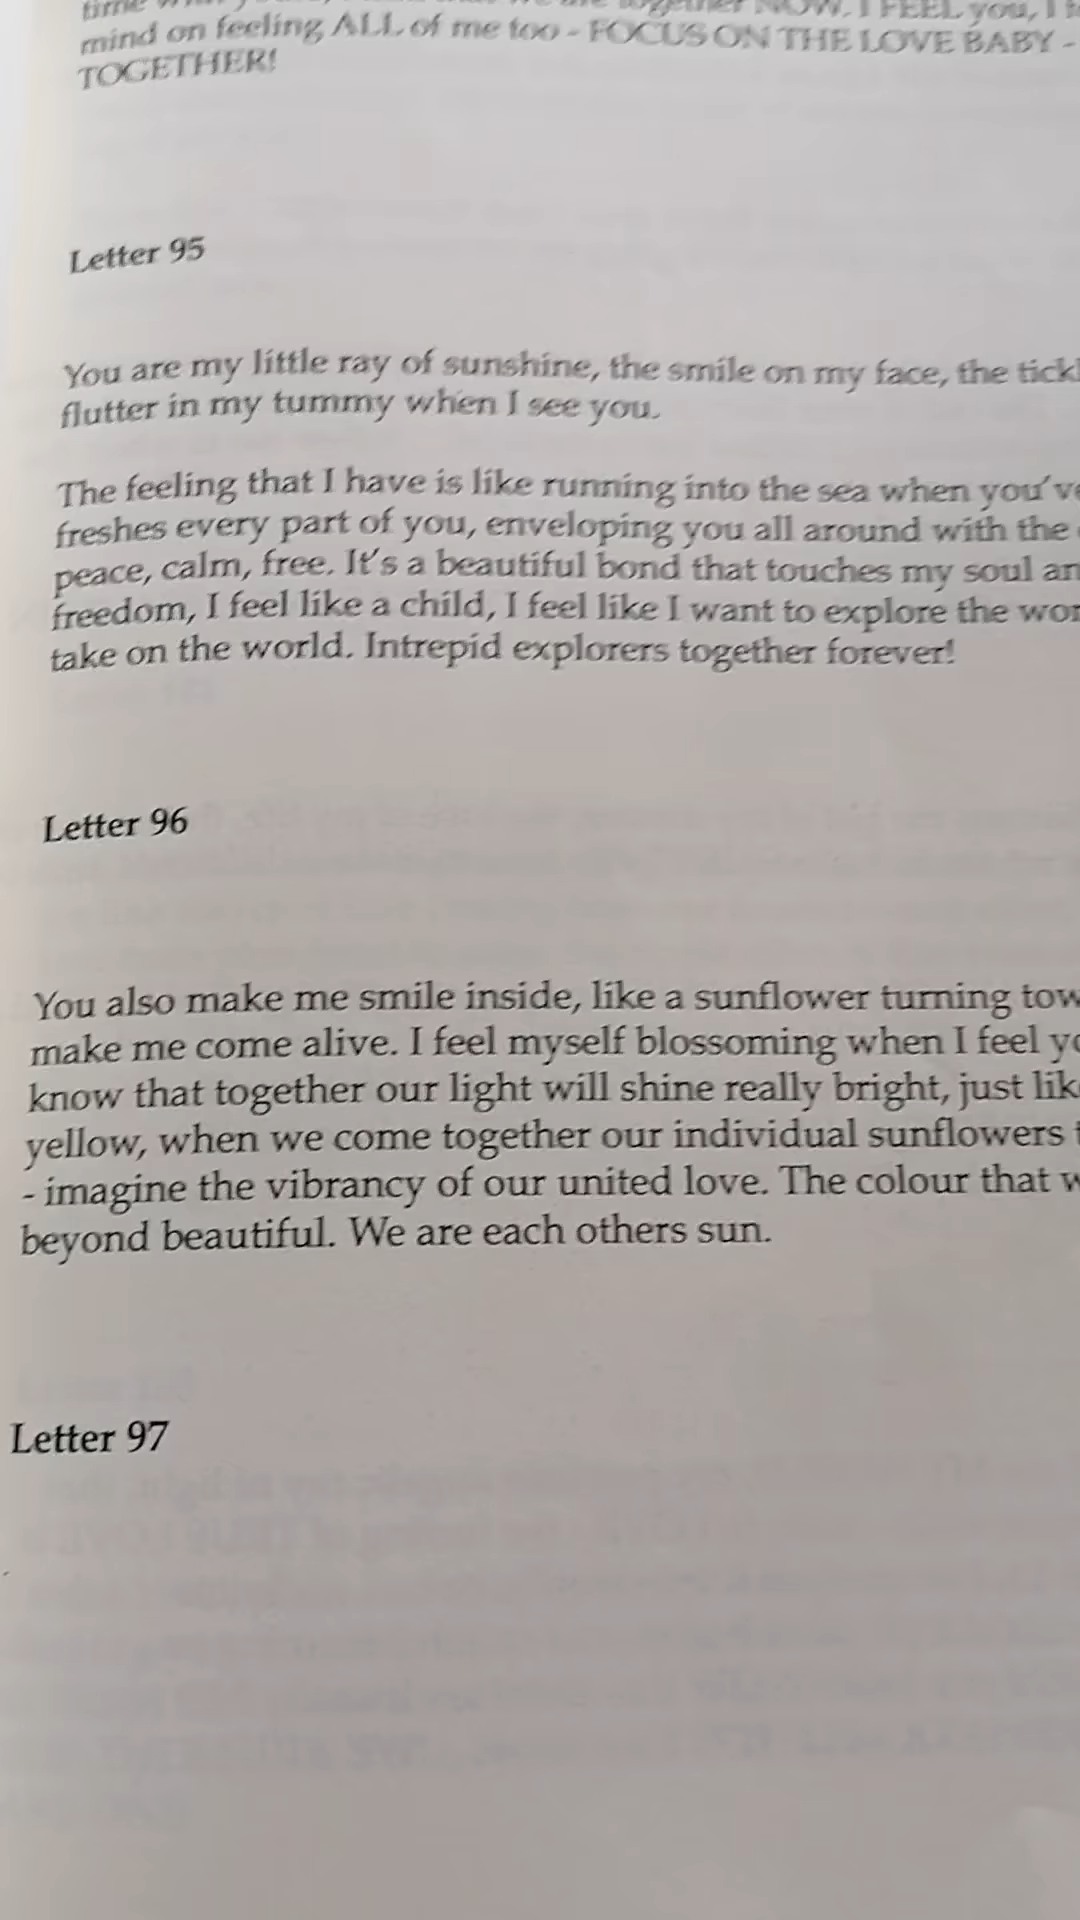 NOW. I FEEL you, I
mind on feeling ALL of me too - FOCUS ON THE LOVE BABY -
TOGETHER!
Letter 95
You are my little ray of sunshine, the smile on my face, the
flutter in my tummy when I see you.
The feeling that I have is like running into the sea when you've
freshes every part of you, enveloping you all around with the
peace, calm, free. It's a beautiful bond that touches my soul
freedom, I feel like a child, I feel like I want to explore the
take on the world. Intrepid explorers together forever!
Letter 96
You also make me smile inside, like a sunflower turning
make me come alive. I feel myself blossoming when I feel
know that together our light will shine really bright, just
yellow, when we come together our individual sunflowers
- imagine the vibrancy of our united love. The colour that
beyond beautiful. We are each others sun.
Letter 97